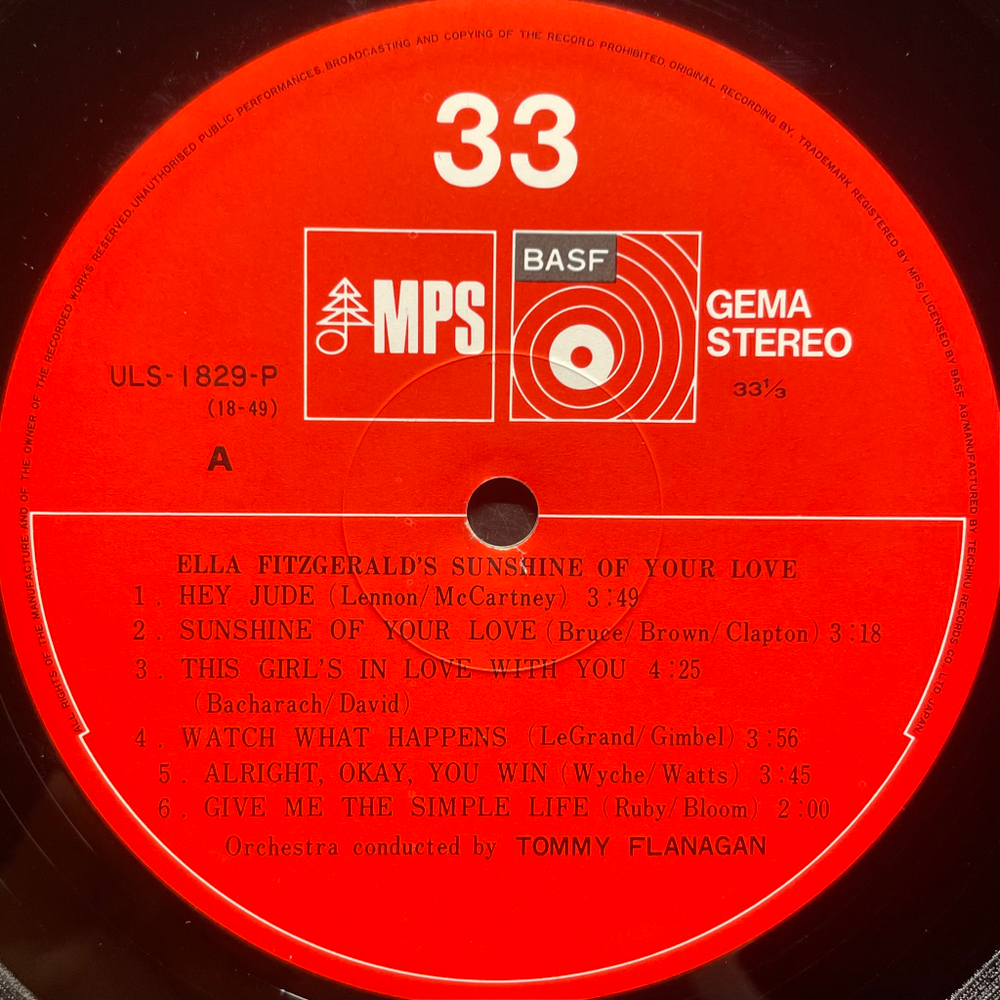 ALL RIGHTS OF THE MANUFACTURE AND OF THE OWNER OF THE RECORDED WORKS RESERVED. UNAUTHORISED PUBLIC PERFORMANCES. BROADCASTING AND COPYING OF THE RECORD PROHIBITED. ORIGINAL RECORDING BY. TRADEMARK REGISTERED BY MPS/LICENSED BY BASF AG/MANUFACTURED BY TEICHIKU RECORDS CO. LTD. JAPAN
33
MPS
BASF
GEMA
STEREO
33⅓
ULS-1829-P
(18-49)
A
ELLA FITZGERALD'S SUNSHINE OF YOUR LOVE
1. HEY JUDE (Lennon/McCartney) 3:49
2. SUNSHINE OF YOUR LOVE (Bruce/Brown/Clapton) 3:18
3. THIS GIRL'S IN LOVE WITH YOU 4:25
(Bacharach/David)
4. WATCH WHAT HAPPENS (LeGrand/Gimbel) 3:56
5. ALRIGHT, OKAY, YOU WIN (Wyche/Watts) 3:45
6. GIVE ME THE SIMPLE LIFE (Ruby/Bloom) 2:00
Orchestra conducted by TOMMY FLANAGAN